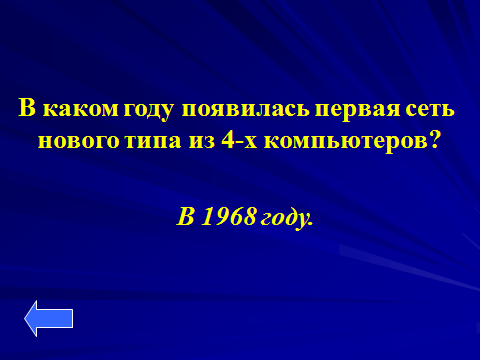 В каком году появилась первая сеть
нового типа из 4-х компьютеров?
В 1968 году.